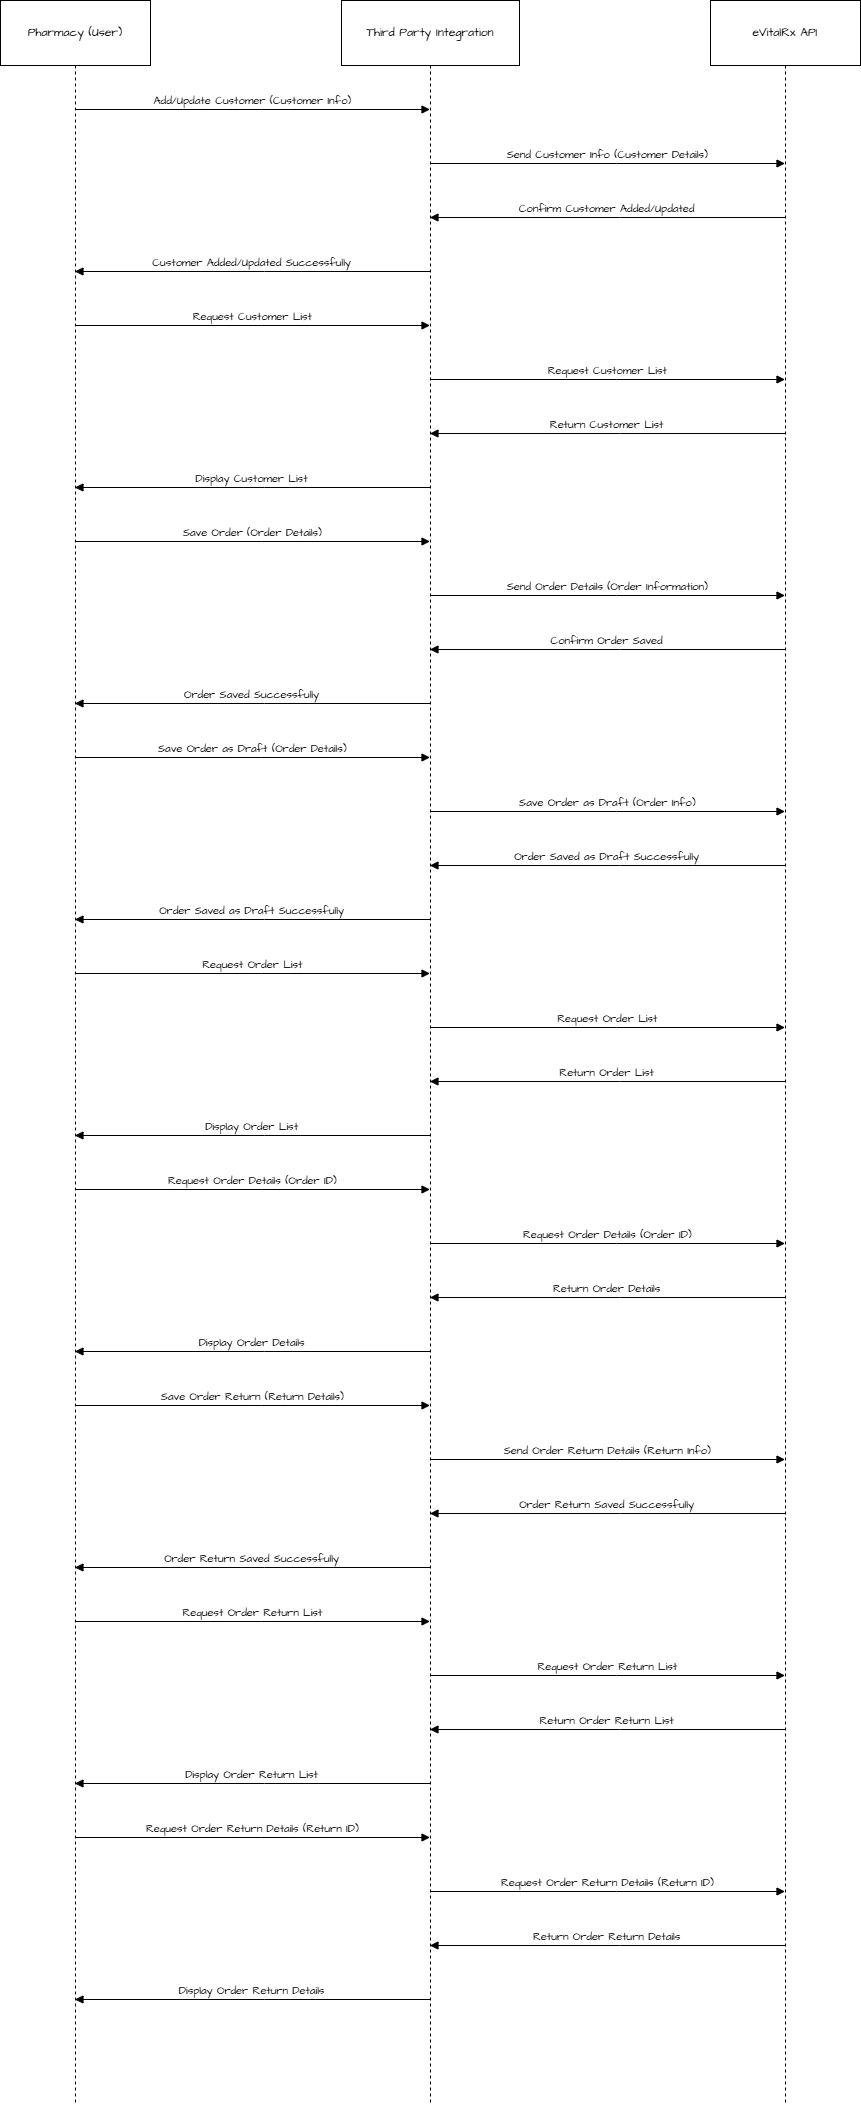 Pharmacy (User)
Third Party Integration
eVitalRx API
Add/Update Customer (Customer Info)
Send Customer Info (Customer Details)
Confirm Customer Added/Updated
Customer Added/Updated Successfully
Request Customer List
Request Customer List
Return Customer List
Display Customer List
Save Order (Order Details)
Send Order Details (Order Information)
Confirm Order Saved
Order Saved Successfully
Save Order as Draft (Order Details)
Save Order as Draft (Order Info)
Order Saved as Draft Successfully
Order Saved as Draft Successfully
Request Order List
Request Order List
Return Order List
Display Order List
Request Order Details (Order ID)
Request Order Details (Order ID)
Return Order Details
Display Order Details
Save Order Return (Return Details)
Send Order Return Details (Return Info)
Order Return Saved Successfully
Order Return Saved Successfully
Request Order Return List
Request Order Return List
Return Order Return List
Display Order Return List
Request Order Return Details (Return ID)
Request Order Return Details (Return ID)
Return Order Return Details
Display Order Return Details